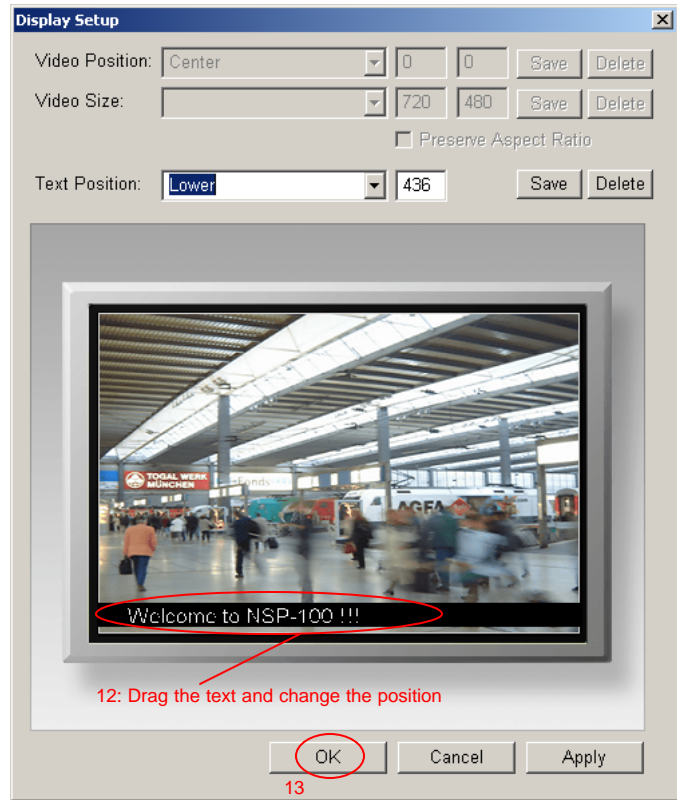 Display Setup
Video Position: Center 0 0 Save Delete
Video Size: 720 480 Save Delete
Preserve Aspect Ratio
Text Position: Lower 436 Save Delete
TOGAL WERK
MÜNCHEN
Fonds
AGFA
Welcome to NSP-100 !!!
12: Drag the text and change the position
OK Cancel Apply
13